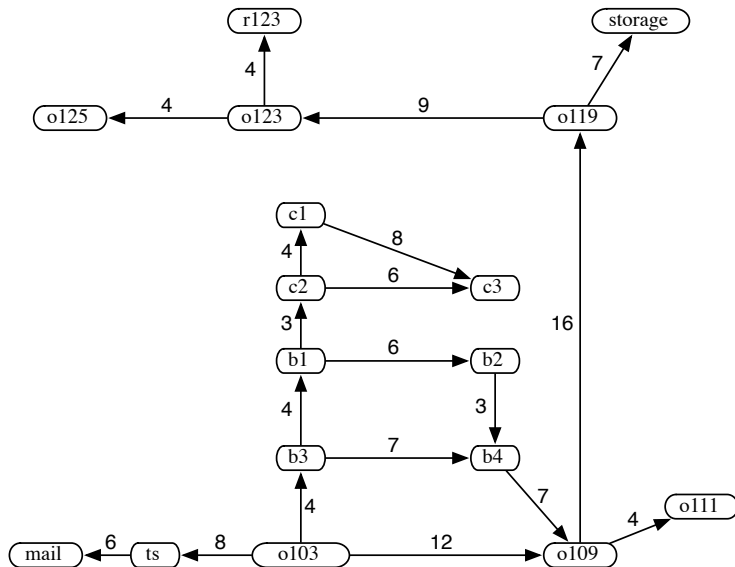 r123 storage
4 7
o125 4 o123 9 o119
c1
4 8
c2 6 c3
3 16
b1 6 b2
4 3
b3 7 b4
4 7 4 o111
mail 6 ts 8 o103 12 o109